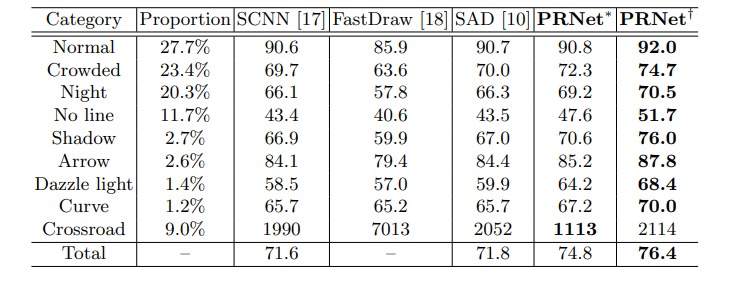 Category Proportion SCNN [17] FastDraw [18] SAD [10] PRNet* PRNet†
Normal 27.7% 90.6 85.9 90.7 90.8 92.0
Crowded 23.4% 69.7 63.6 70.0 72.3 74.7
Night 20.3% 66.1 57.8 66.3 69.2 70.5
No line 11.7% 43.4 40.6 43.5 47.6 51.7
Shadow 2.7% 66.9 59.9 67.0 70.6 76.0
Arrow 2.6% 84.1 79.4 84.4 85.2 87.8
Dazzle light 1.4% 58.5 57.0 59.9 64.2 68.4
Curve 1.2% 65.7 65.2 65.7 67.2 70.0
Crossroad 9.0% 1990 7013 2052 1113 2114
Total – 71.6 – 71.8 74.8 76.4